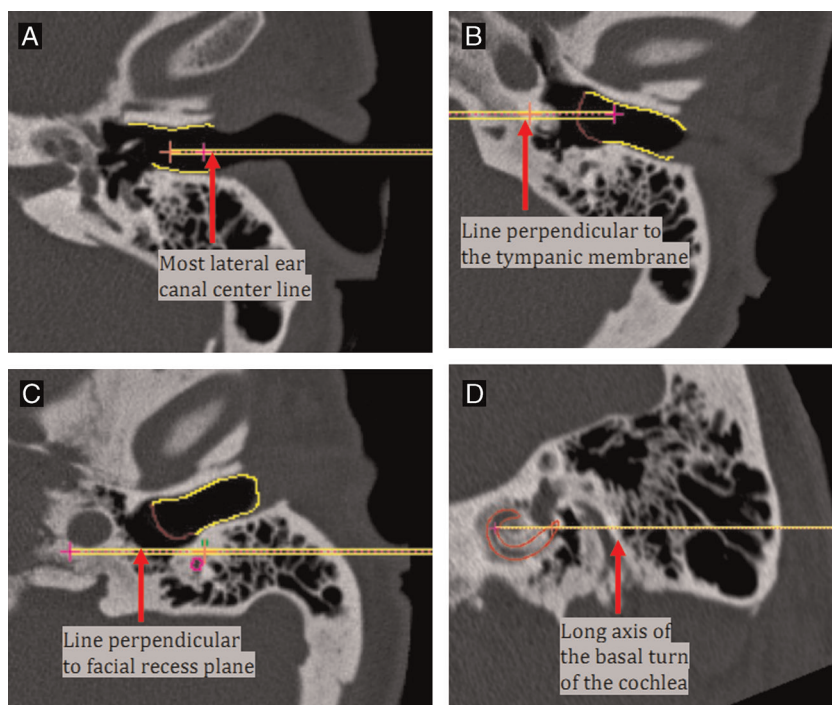 A
Most lateral ear
canal center line
B
Line perpendicular to
the tympanic membrane
C
Line perpendicular
to facial recess plane
D
Long axis of
the basal turn
of the cochlea